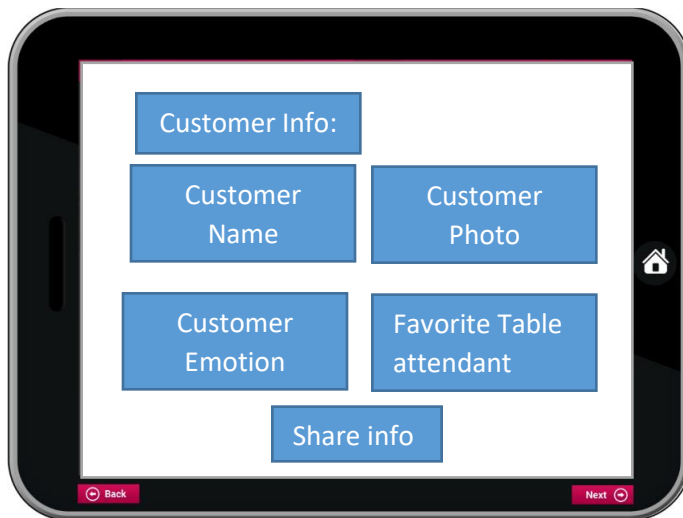 Customer Info:
Customer
Name
Customer
Photo
Customer
Emotion
Favorite Table
attendant
Share info
Back
Next